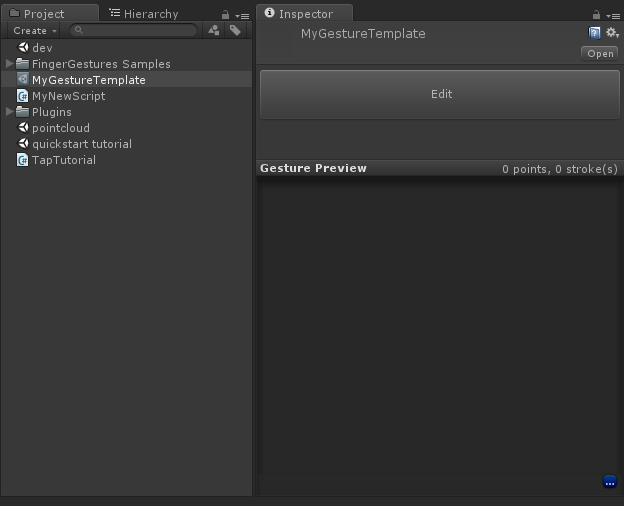 Project
Hierarchy
Create
dev
FingerGestures Samples
MyGestureTemplate
MyNewScript
Plugins
pointcloud
quickstart tutorial
TapTutorial
Inspector
MyGestureTemplate
Open
Edit
Gesture Preview
0 points, 0 stroke(s)
...